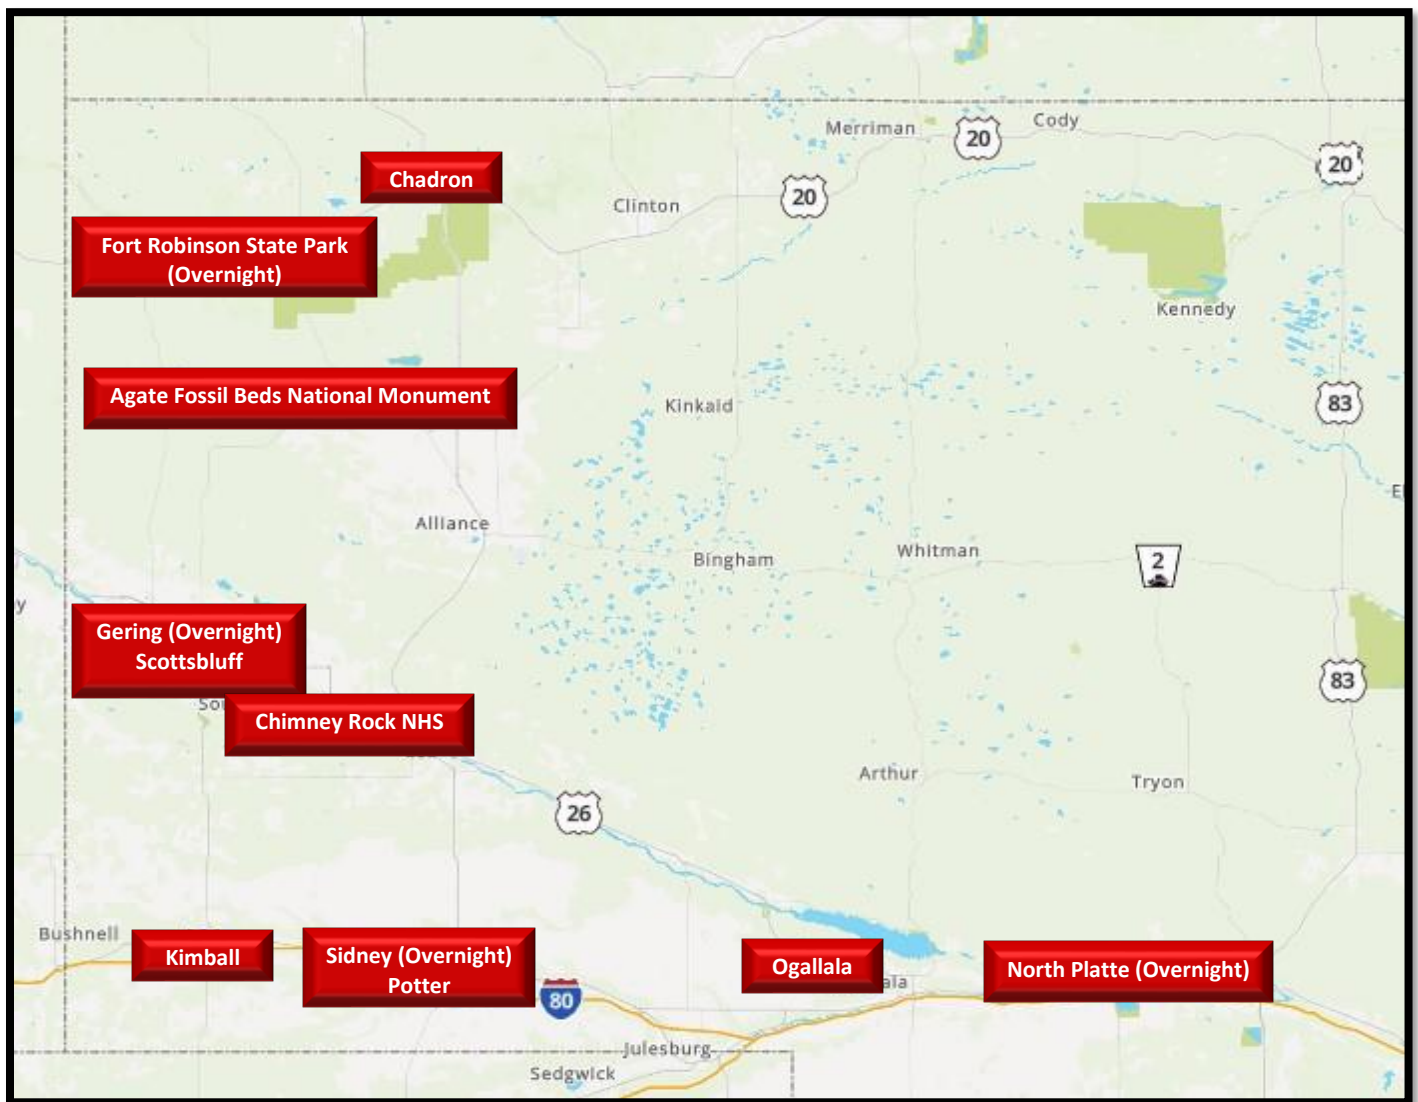 Merriman
20
Cody
20
Chadron
20
Clinton
Fort Robinson State Park
(Overnight)
Kennedy
Agate Fossil Beds National Monument
Kinkaid
83
Alliance
Bingham
Whitman
2
Gering (Overnight)
Scottsbluff
83
Chimney Rock NHS
Arthur
Tryon
26
Bushnell
Kimball
Sidney (Overnight)
Potter
Ogallala
North Platte (Overnight)
80
Julesburg
Sedgwick